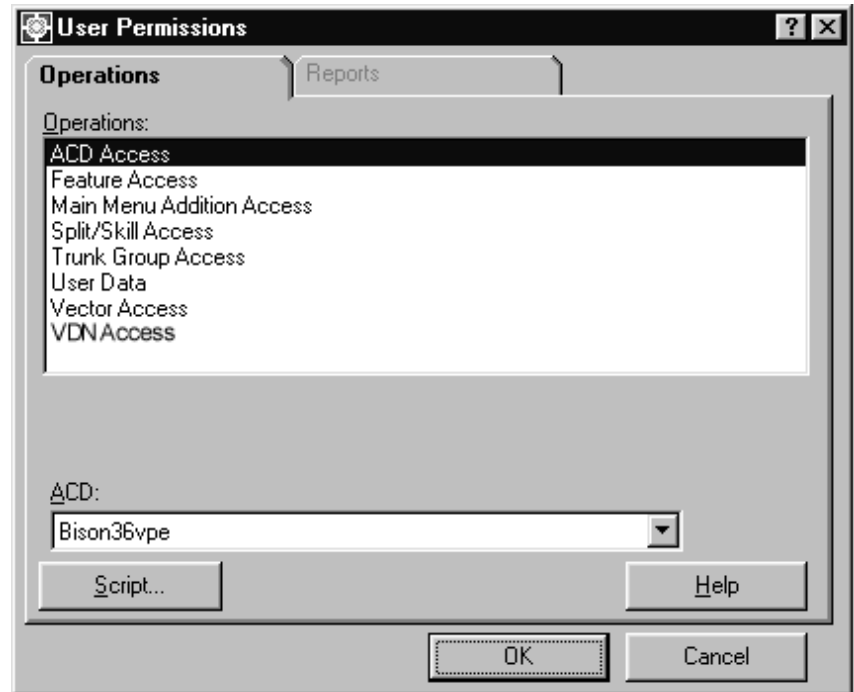 User Permissions
Operations Reports
Operations:
ACD Access
Feature Access
Main Menu Addition Access
Split/Skill Access
Trunk Group Access
User Data
Vector Access
VDN Access
ACD:
Bison36vpe
Script... Help
OK Cancel